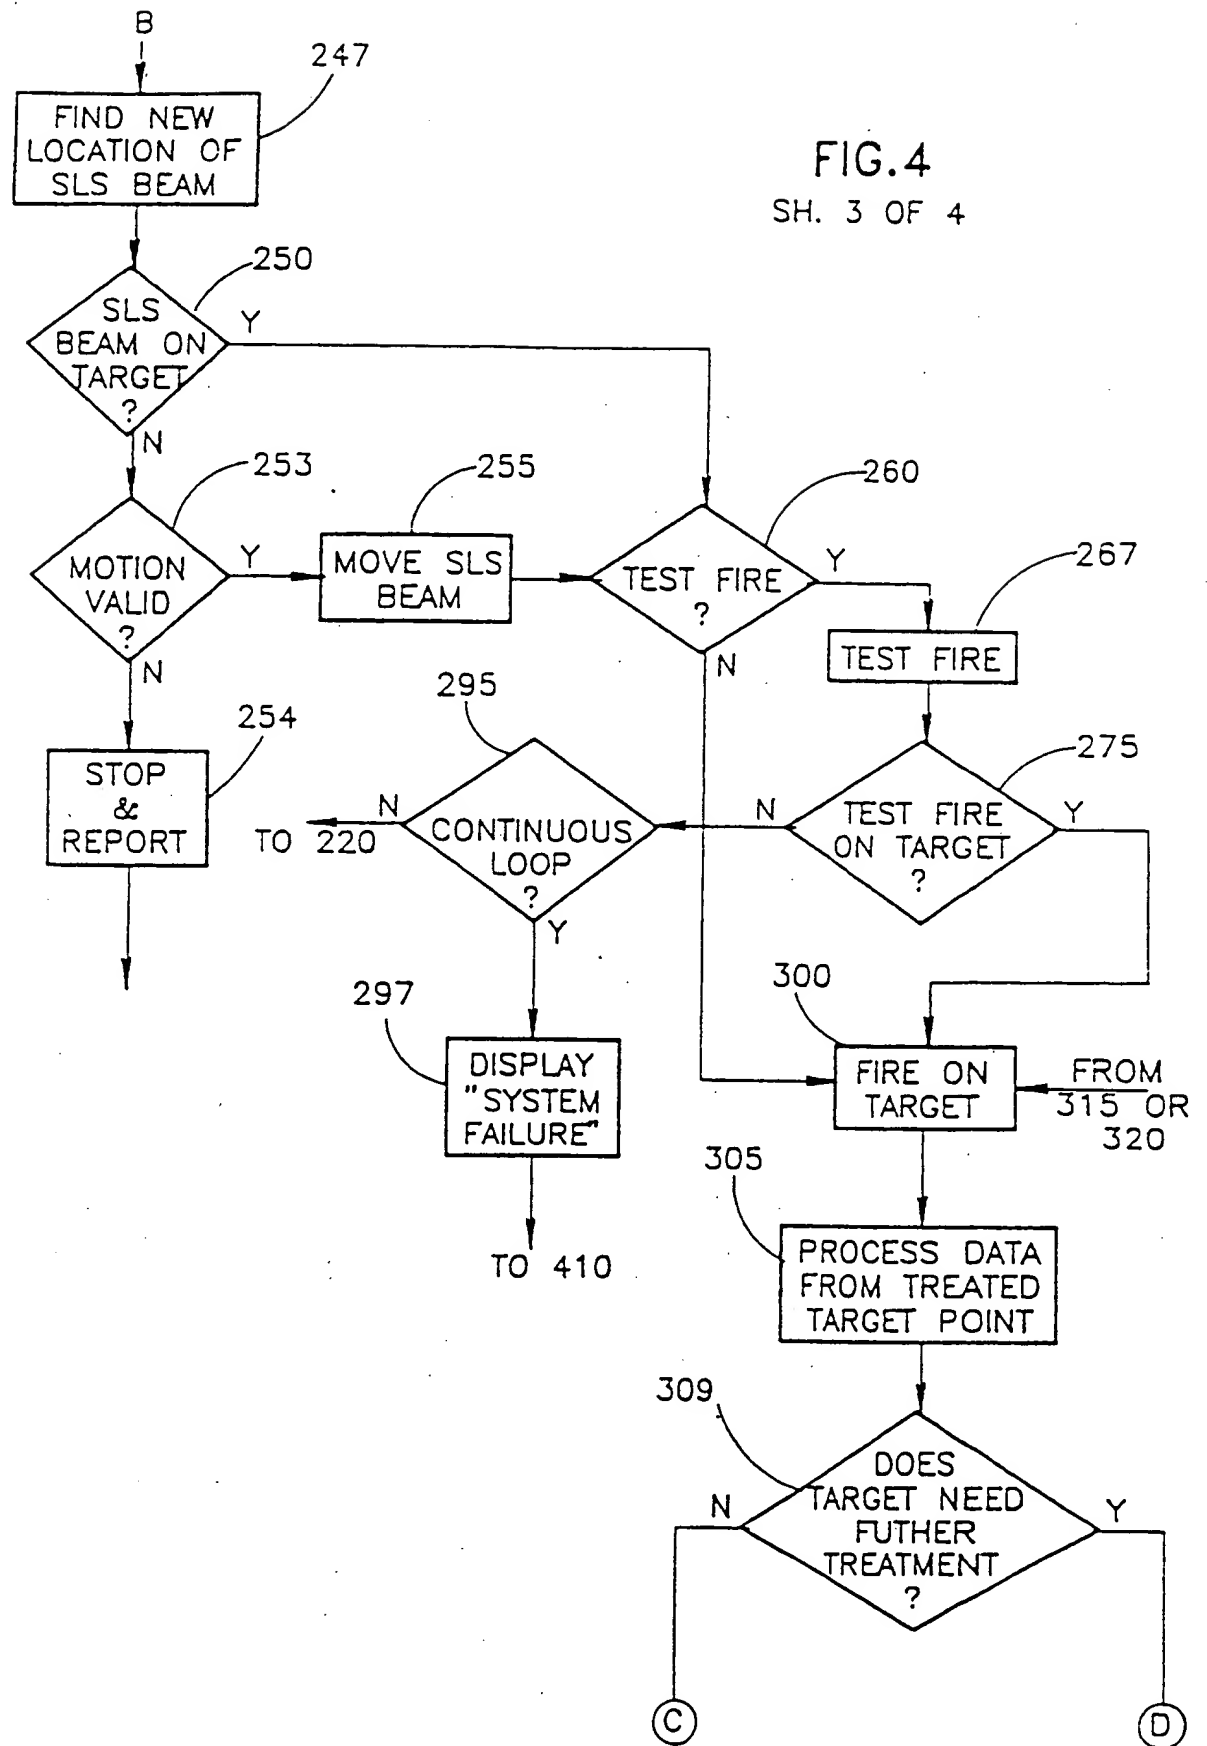 B
247
FIND NEW
LOCATION OF
SLS BEAM
FIG.4
SH. 3 OF 4
250
SLS
BEAM ON
TARGET
?
Y
N
253
MOTION
VALID
?
Y
N
255
MOVE SLS
BEAM
260
TEST FIRE
?
Y
N
267
TEST FIRE
254
STOP
&
REPORT
295
CONTINUOUS
LOOP
?
N
TO 220
Y
275
TEST FIRE
ON TARGET
?
N
Y
297
DISPLAY
"SYSTEM
FAILURE"
TO 410
300
FIRE ON
TARGET
FROM
315 OR
320
305
PROCESS DATA
FROM TREATED
TARGET POINT
309
DOES
TARGET NEED
FUTHER
TREATMENT
?
N
Y
C
D